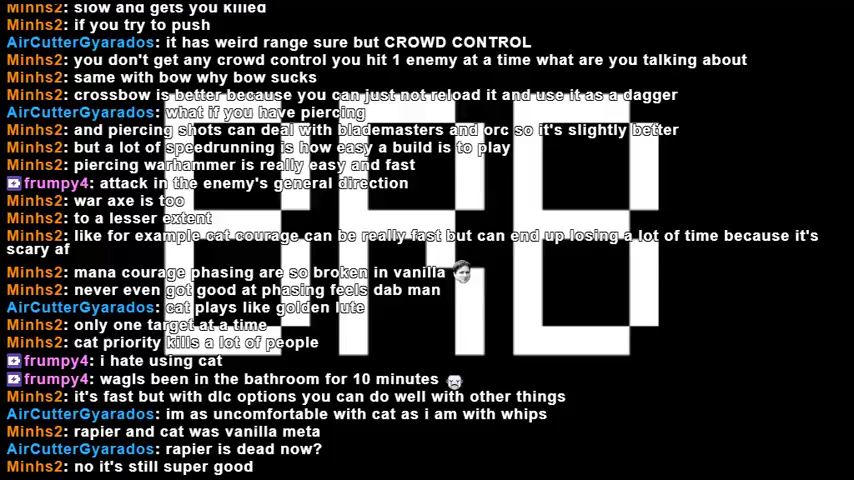 Minhs2: slow and gets you killed
Minhs2: if you try to push
AirCutterGyarados: it has weird range sure but CROWD CONTROL
Minhs2: you don't get any crowd control you hit 1 enemy at a time what are you talking about
Minhs2: same with bow why bow sucks
Minhs2: crossbow is better because you can just not reload it and use it as a dagger
AirCutterGyarados: what if you have piercing
Minhs2: and piercing shots can deal with blademasters and orc so it's slightly better
Minhs2: but a lot of speedrunning is how easy a build is to play
Minhs2: piercing warhammer is really easy and fast
frumpy4: attack in the enemy's general direction
Minhs2: war axe is too
Minhs2: to a lesser extent
Minhs2: like for example cat courage can be really fast but can end up losing a lot of time because it's
scary af
Minhs2: mana courage phasing are so broken in vanilla
Minhs2: never even got good at phasing feels dab man
AirCutterGyarados: cat plays like golden lute
Minhs2: only one target at a time
Minhs2: cat priority kills a lot of people
frumpy4: i hate using cat
frumpy4: wagls been in the bathroom for 10 minutes
Minhs2: it's fast but with dlc options you can do well with other things
AirCutterGyarados: im as uncomfortable with cat as i am with whips
Minhs2: rapier and cat was vanilla meta
AirCutterGyarados: rapier is dead now?
Minhs2: no it's still super good
BRB